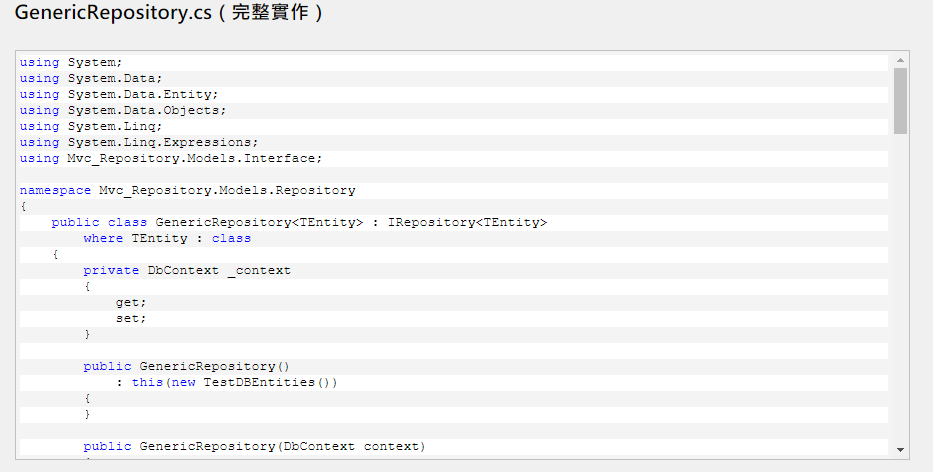 GenericRepository.cs（完整實作）
using System;
using System.Data;
using System.Data.Entity;
using System.Data.Objects;
using System.Linq;
using System.Linq.Expressions;
using Mvc_Repository.Models.Interface;
namespace Mvc_Repository.Models.Repository
{
    public class GenericRepository<TEntity> : IRepository<TEntity>
        where TEntity : class
    {
        private DbContext _context
        {
            get;
            set;
        }
        public GenericRepository()
            : this(new TestDBEntities())
        {
        }
        public GenericRepository(DbContext context)